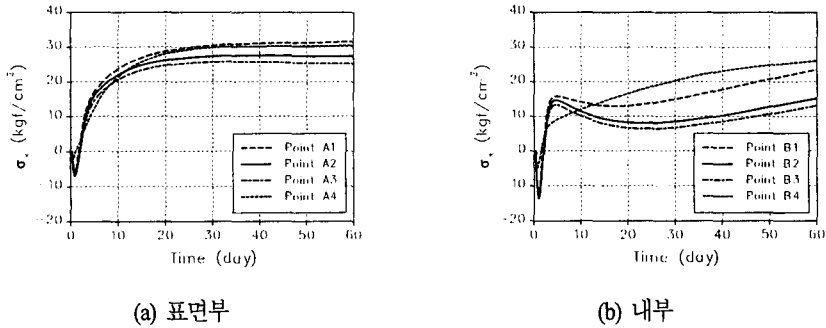 40
30
20
10
0
-10
-20
σx (kgf/cm²)
0 10 20 30 40 50 60
Time (day)
Point A1
Point A2
Point A3
Point A4
(a) 표면부
40
30
20
10
0
-10
-20
σx (kgf/cm²)
0 10 20 30 40 50 60
Time (day)
Point B1
Point B2
Point B3
Point B4
(b) 내부